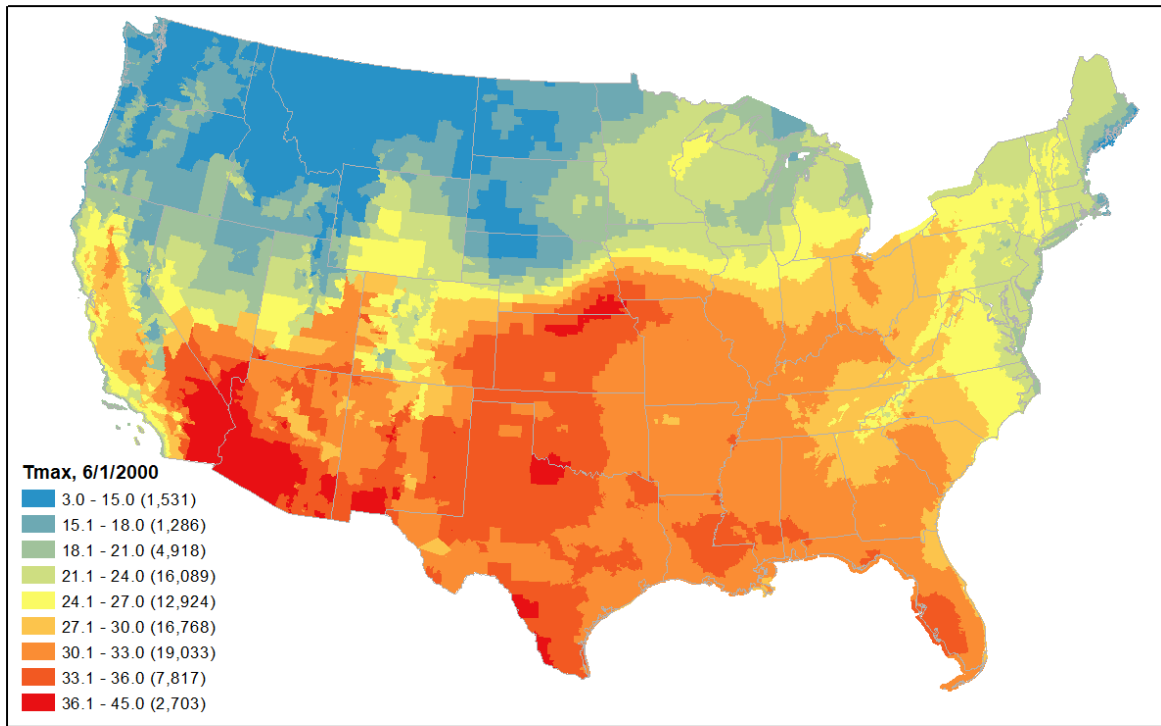 Tmax, 6/1/2000
3.0 - 15.0 (1,531)
15.1 - 18.0 (1,286)
18.1 - 21.0 (4,918)
21.1 - 24.0 (16,089)
24.1 - 27.0 (12,924)
27.1 - 30.0 (16,768)
30.1 - 33.0 (19,033)
33.1 - 36.0 (7,817)
36.1 - 45.0 (2,703)